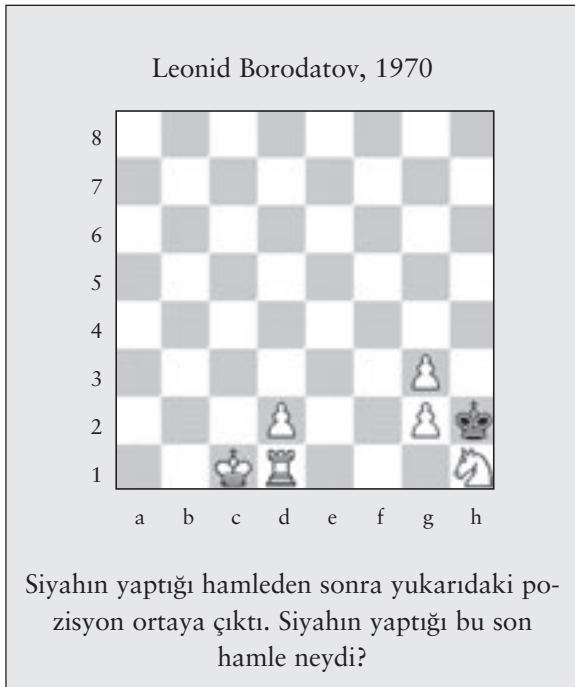 Leonid Borodatov, 1970
8
7
6
5
4
3
2
1
a b c d e f g h
Siyahın yaptığı hamleden sonra yukarıdaki po-
zisyon ortaya çıktı. Siyahın yaptığı bu son
hamle neydi?